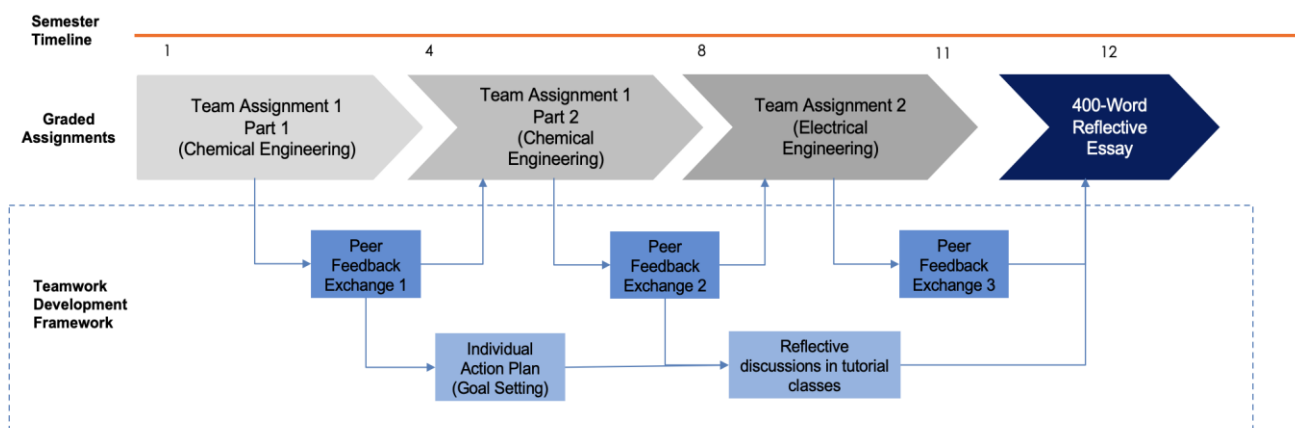 Semester
Timeline
1
4
8
11
12
Graded
Assignments
Team Assignment 1
Part 1
(Chemical Engineering)
Team Assignment 1
Part 2
(Chemical
Engineering)
Team Assignment 2
(Electrical
Engineering)
400-Word
Reflective
Essay
Teamwork
Development
Framework
Peer
Feedback
Exchange 1
Peer
Feedback
Exchange 2
Peer
Feedback
Exchange 3
Individual
Action Plan
(Goal Setting)
Reflective
discussions in tutorial
classes